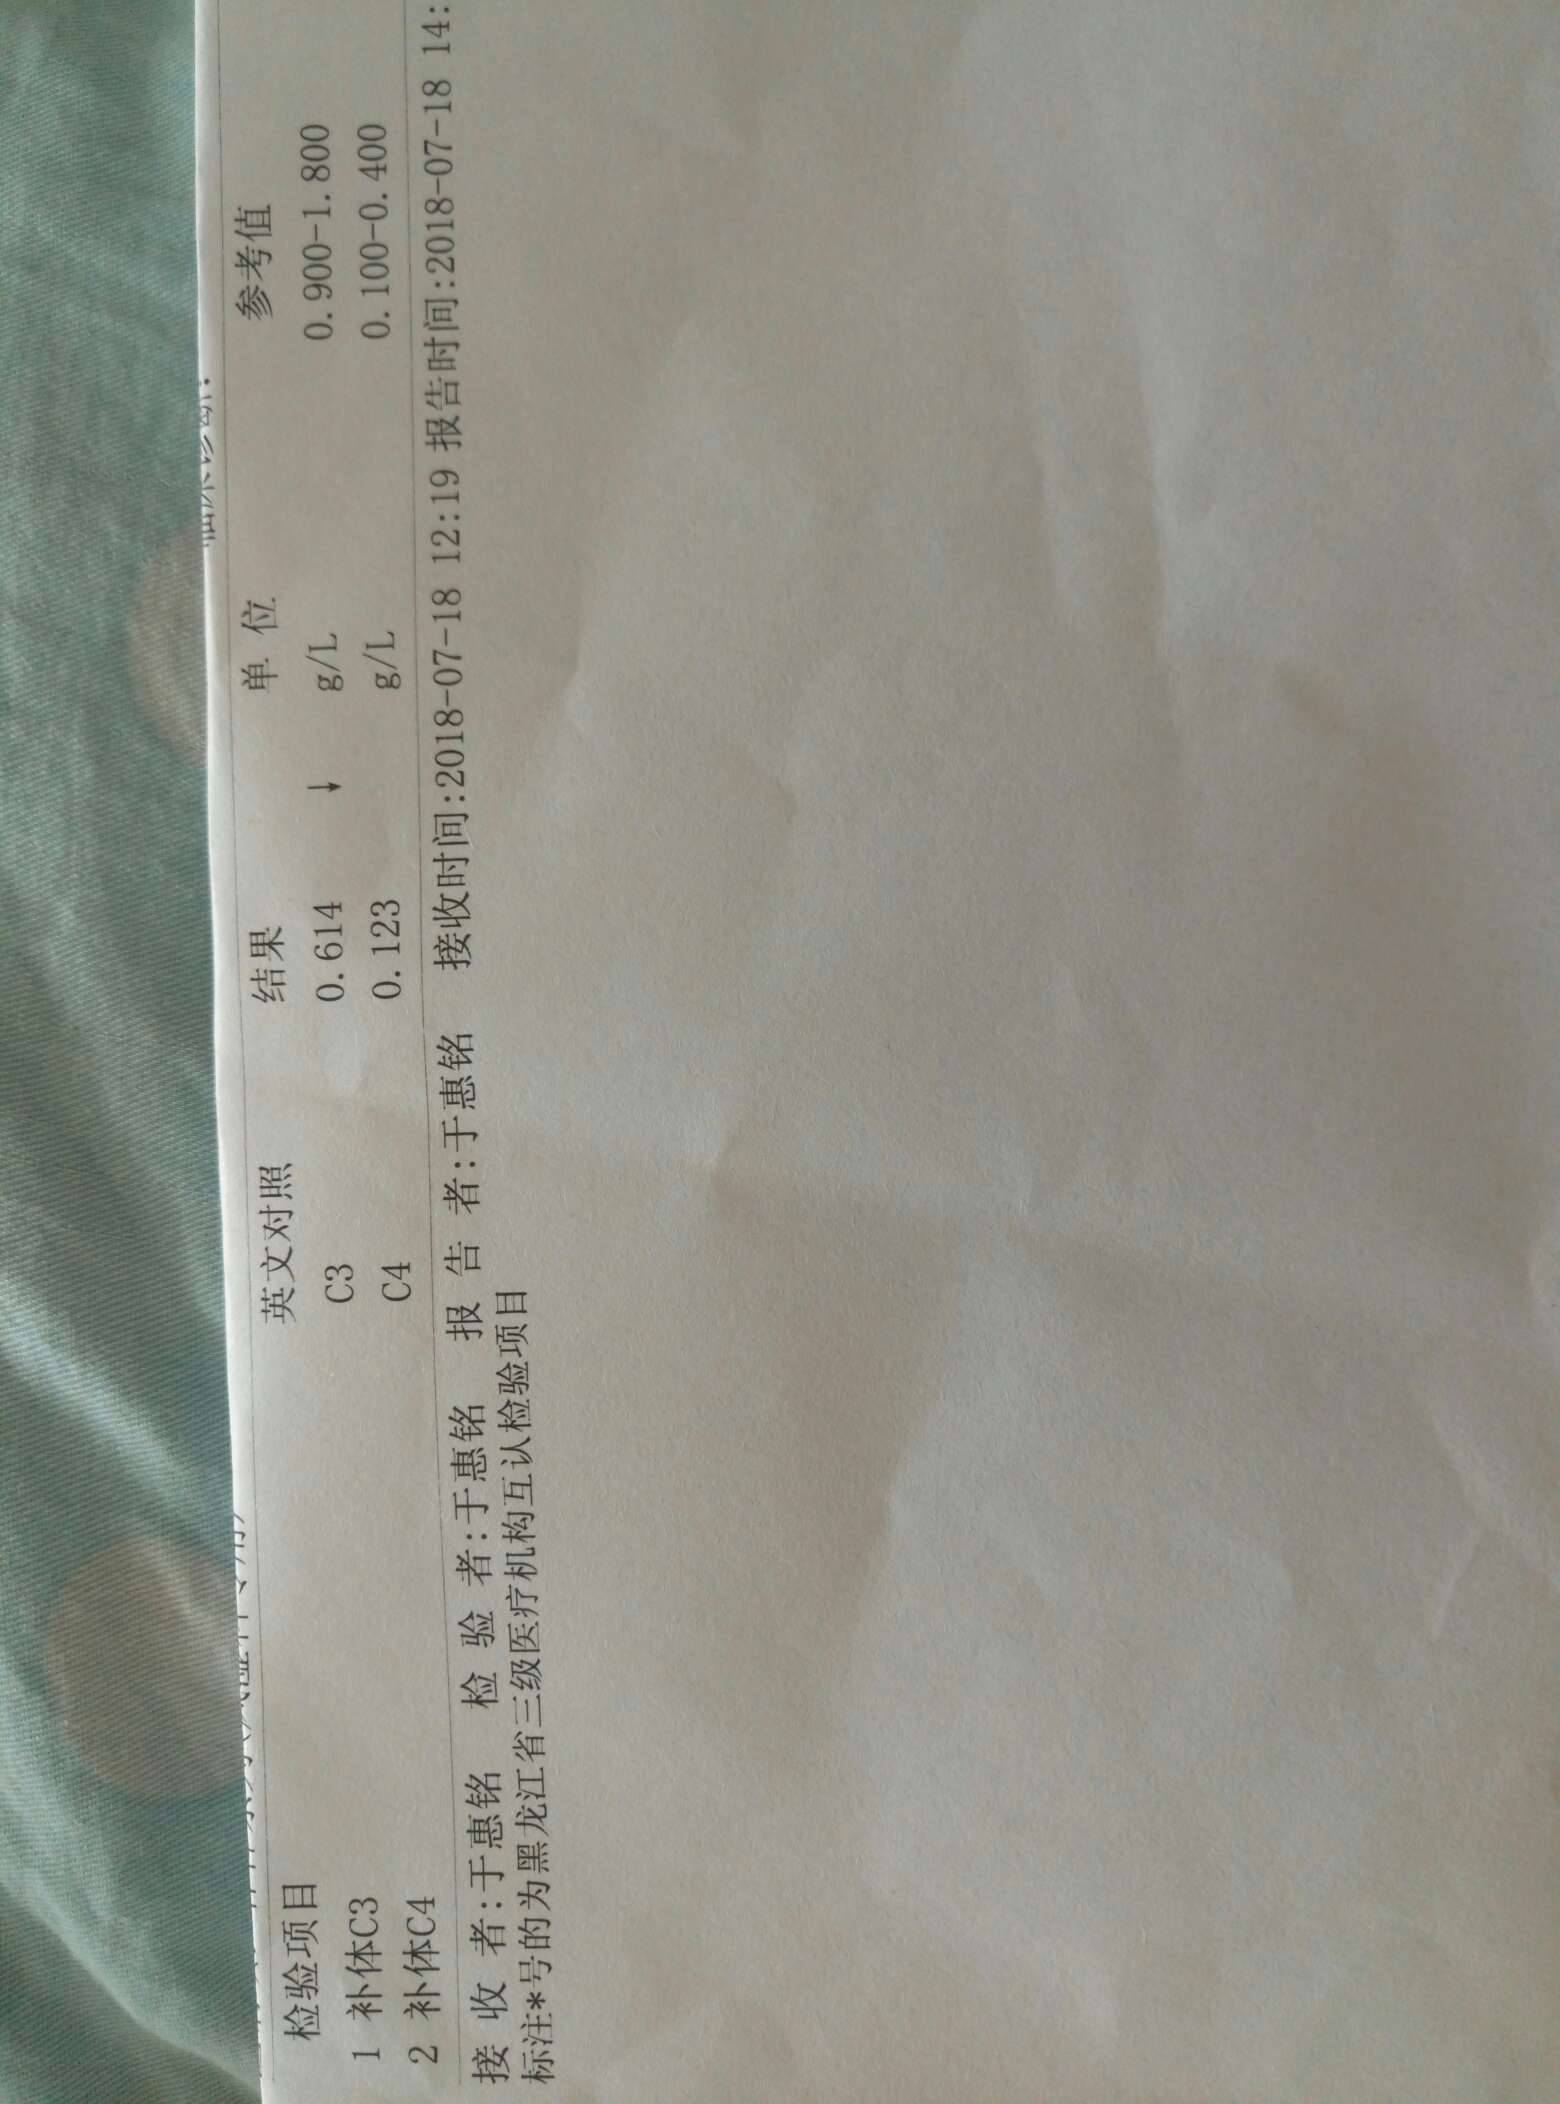 检验项目 英文对照 结果 单 位 参考值
1 补体C3 C3 0.614 ↓ g/L 0.900-1.800
2 补体C4 C4 0.123 g/L 0.100-0.400
接 收 者:于惠铭 检 验 者:于惠铭 报 告 者:于惠铭 接收时间:2018-07-18 12:19 报告时间:2018-07-18 14:
标注*号的为黑龙江省三级医疗机构互认检验项目